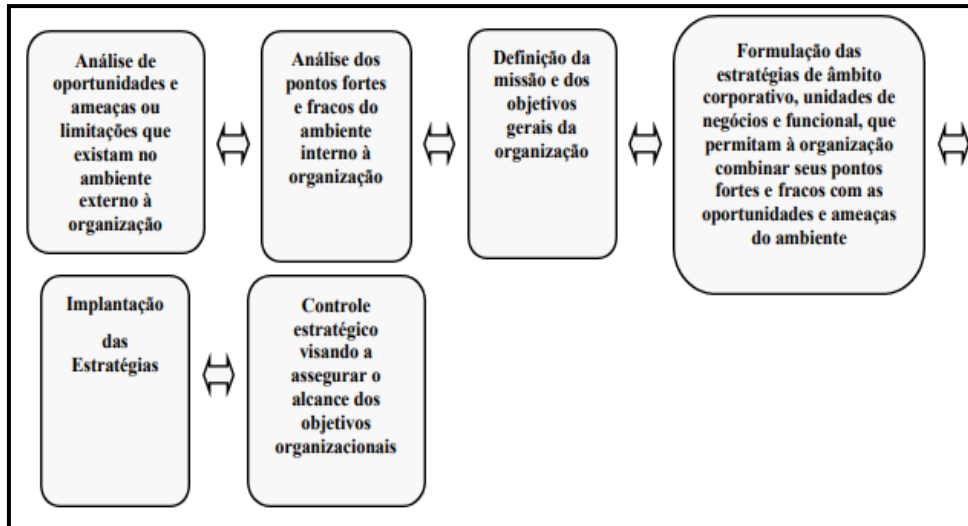 Análise de
oportunidades e
ameaças ou
limitações que
existam no
ambiente
externo à
organização
Análise dos
pontos fortes
e fracos do
ambiente
interno à
organização
Definição da
missão e dos
objetivos
gerais da
organização
Formulação das
estratégias de âmbito
corporativo, unidades de
negócios e funcional, que
permitam à organização
combinar seus pontos
fortes e fracos com as
oportunidades e ameaças
do ambiente
Implantação
das
Estratégias
Controle
estratégico
visando a
assegurar o
alcance dos
objetivos
organizacionais